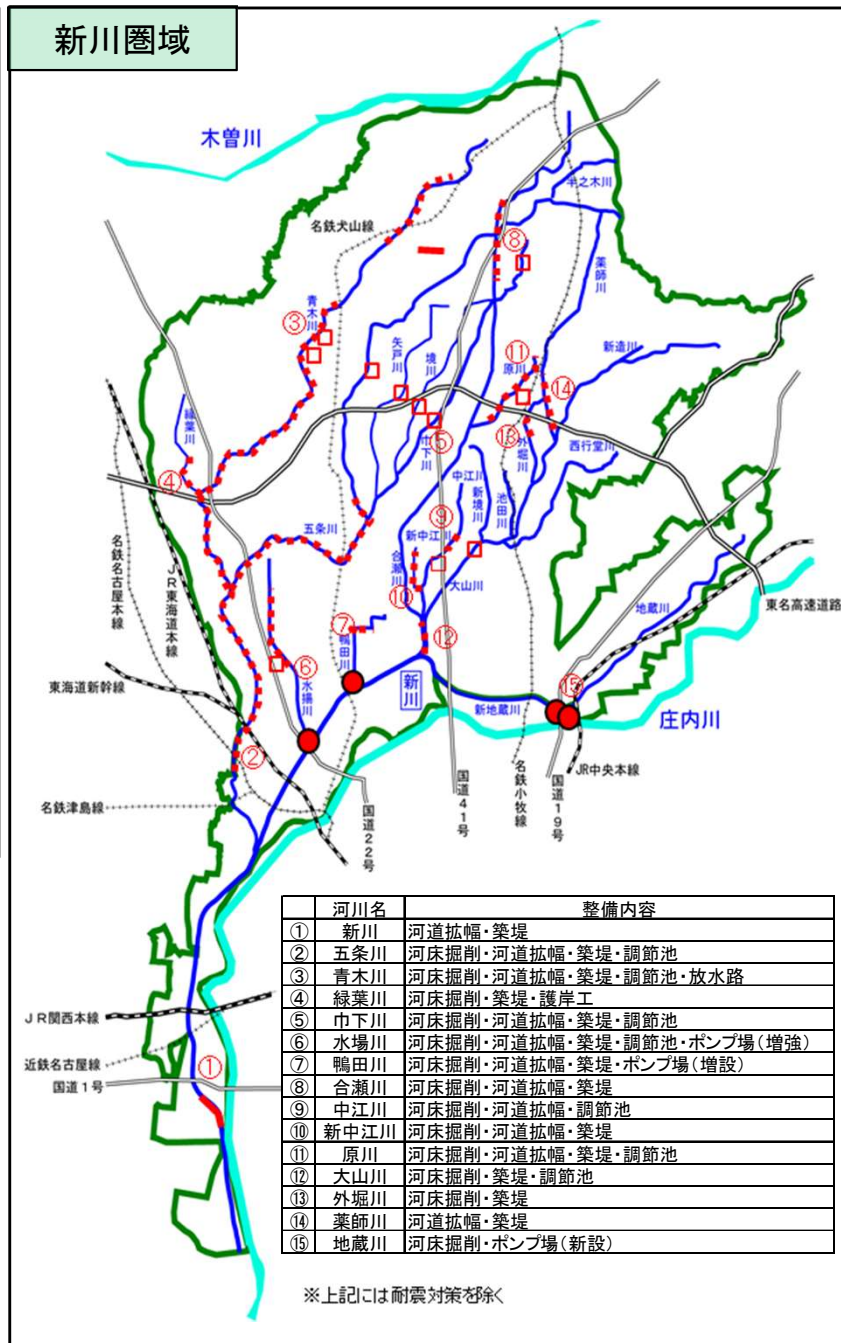 新川圏域
木曽川
半之木川
名鉄犬山線
⑧
薬師川
青木川
③
矢戸川
境川
⑪
原川
新造川
⑭
緑葉川
⑤
巾下川
⑬
外堀川
西行堂川
④
中江川
新境川
池田川
⑨
五条川
新中江川
合瀬川
名鉄名古屋本線
JR東海道本線
⑩
大山川
東名高速道路
地蔵川
⑦
鴨田川
⑫
東海道新幹線
⑥
水場川
新川
⑮
新地蔵川
庄内川
②
JR中央本線
名鉄小牧線
国道19号
国道41号
名鉄津島線
国道22号
JR関西本線
近鉄名古屋線
①
国道1号
河川名 整備内容
① 新川 河道拡幅・築堤
② 五条川 河床掘削・河道拡幅・築堤・調節池
③ 青木川 河床掘削・河道拡幅・築堤・調節池・放水路
④ 緑葉川 河床掘削・築堤・護岸工
⑤ 巾下川 河床掘削・河道拡幅・築堤・調節池
⑥ 水場川 河床掘削・河道拡幅・築堤・調節池・ポンプ場(増強)
⑦ 鴨田川 河床掘削・河道拡幅・築堤・ポンプ場(増設)
⑧ 合瀬川 河床掘削・河道拡幅・築堤
⑨ 中江川 河床掘削・河道拡幅・調節池
⑩ 新中江川 河床掘削・河道拡幅・築堤
⑪ 原川 河床掘削・河道拡幅・築堤・調節池
⑫ 大山川 河床掘削・築堤・調節池
⑬ 外堀川 河床掘削・築堤
⑭ 薬師川 河道拡幅・築堤
⑮ 地蔵川 河床掘削・ポンプ場(新設)
※上記には耐震対策を除く